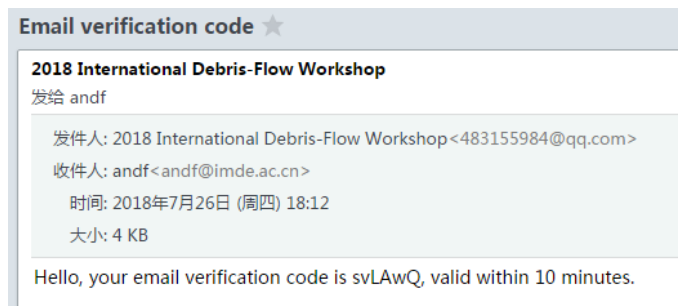 Email verification code
2018 International Debris-Flow Workshop
发给 andf
发件人: 2018 International Debris-Flow Workshop<483155984@qq.com>
收件人: andf<andf@imde.ac.cn>
时间: 2018年7月26日 (周四) 18:12
大小: 4 KB
Hello, your email verification code is svLAwQ, valid within 10 minutes.